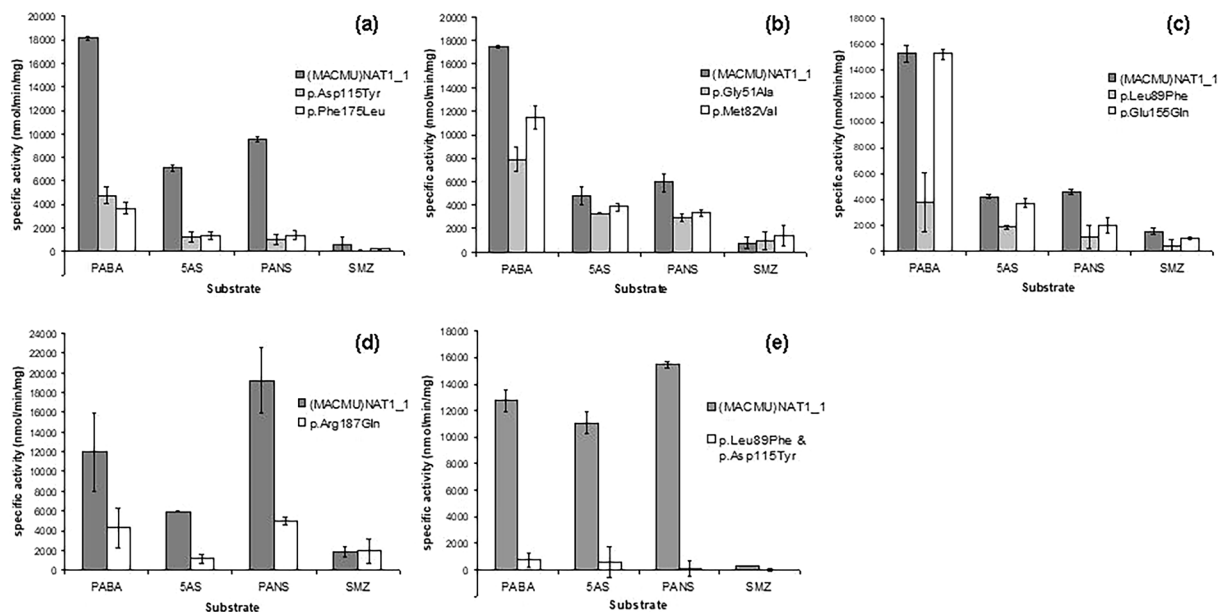 (a)
specific activity (nmol/min/mg)
20000
18000
16000
14000
12000
10000
8000
6000
4000
2000
0
(MACMU)NAT1_1
p.Asp115Tyr
p.Phe175Leu
PABA 5AS PANS SMZ
Substrate
(b)
specific activity (nmol/min/mg)
20000
18000
16000
14000
12000
10000
8000
6000
4000
2000
0
(MACMU)NAT1_1
p.Gly51Ala
p.Met82Val
PABA 5AS PANS SMZ
Substrate
(c)
specific activity (nmol/min/mg)
18000
16000
14000
12000
10000
8000
6000
4000
2000
0
(MACMU)NAT1_1
p.Leu89Phe
p.Glu155Gln
PABA 5AS PANS SMZ
Substrate
(d)
specific activity (nmol/min/mg)
24000
22000
20000
18000
16000
14000
12000
10000
8000
6000
4000
2000
0
(MACMU)NAT1_1
p.Arg187Gln
PABA 5AS PANS SMZ
Substrate
(e)
specific activity (nmol/min/mg)
18000
16000
14000
12000
10000
8000
6000
4000
2000
0
(MACMU)NAT1_1
p.Leu89Phe &
p.Asp115Tyr
PABA 5AS PANS SMZ
Substrate